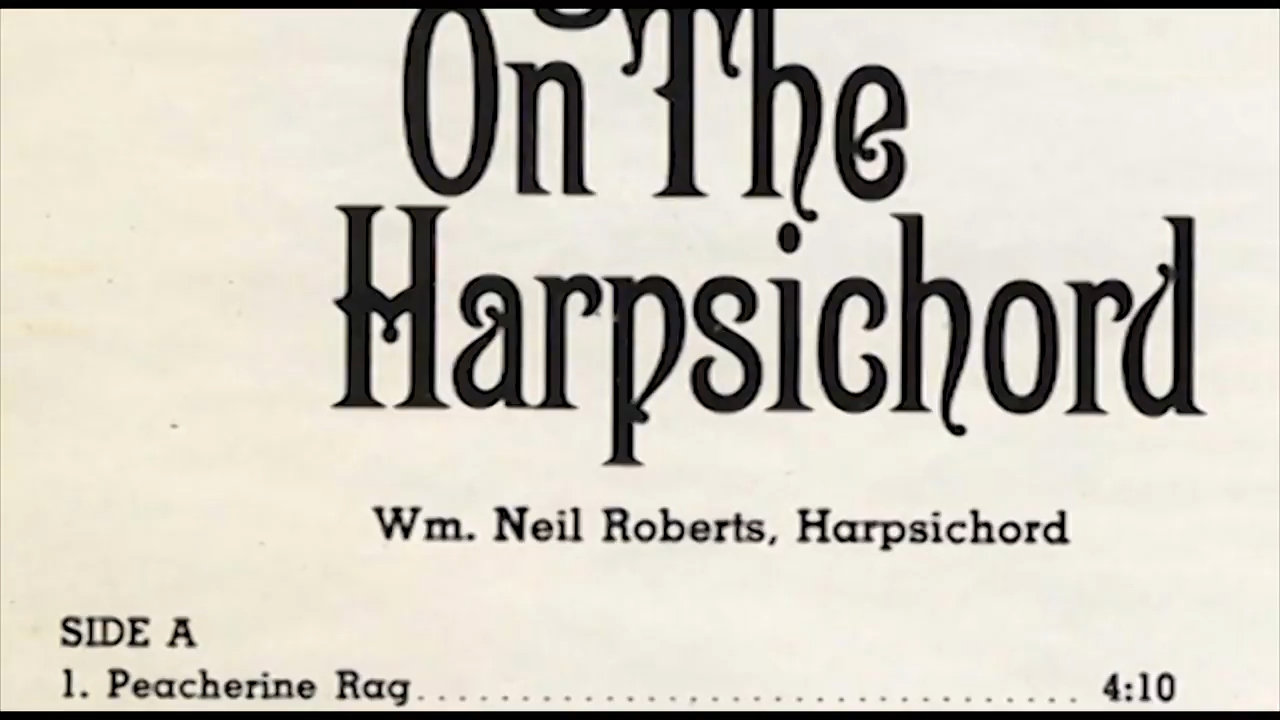 On The
Harpsichord
Wm. Neil Roberts, Harpsichord
SIDE A
1. Peacherine Rag........................................ 4:10